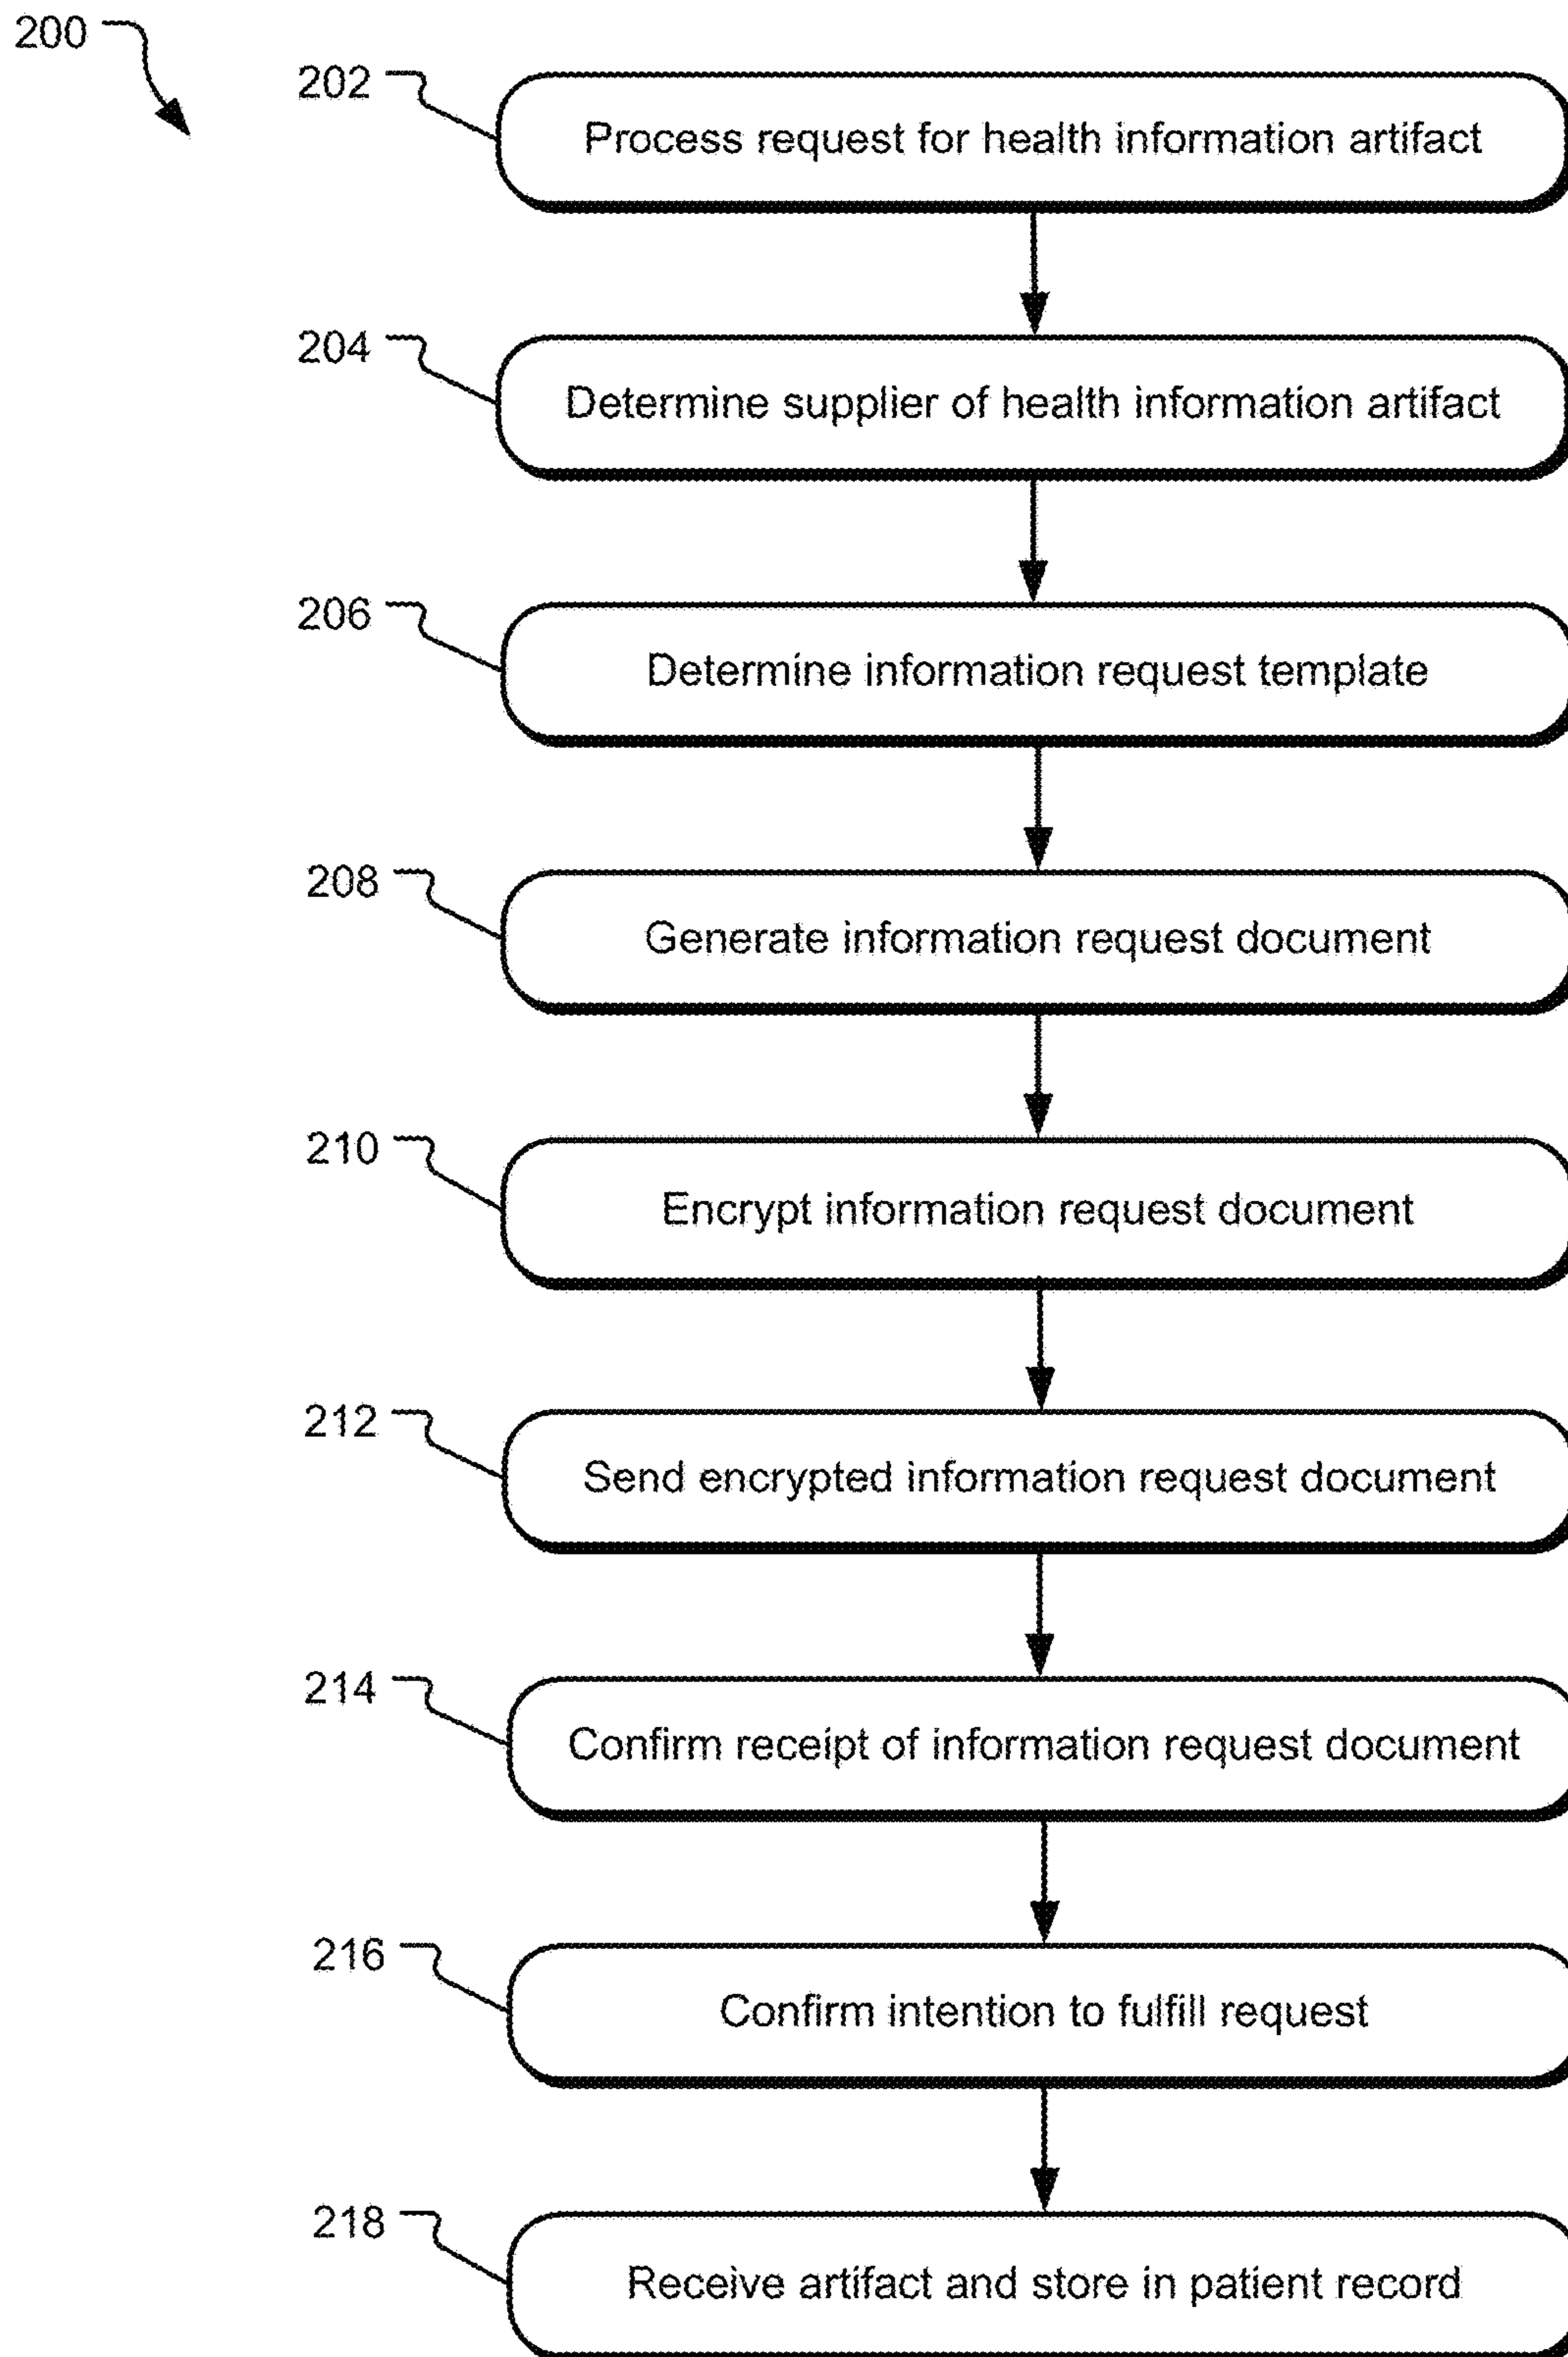 200
202
Process request for health information artifact
204
Determine supplier of health information artifact
206
Determine information request template
208
Generate information request document
210
Encrypt information request document
212
Send encrypted information request document
214
Confirm receipt of information request document
216
Confirm intention to fulfill request
218
Receive artifact and store in patient record